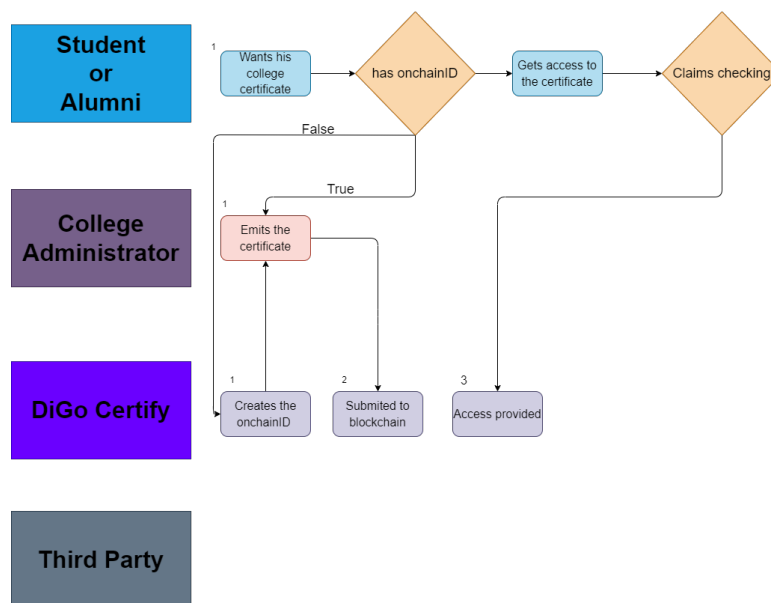 Student
or
Alumni
1
Wants his
college
certificate
has onchainID
Gets access to
the certificate
Claims checking
False
True
College
Administrator
1
Emits the
certificate
DiGo Certify
1
Creates the
onchainID
2
Submited to
blockchain
3
Access provided
Third Party